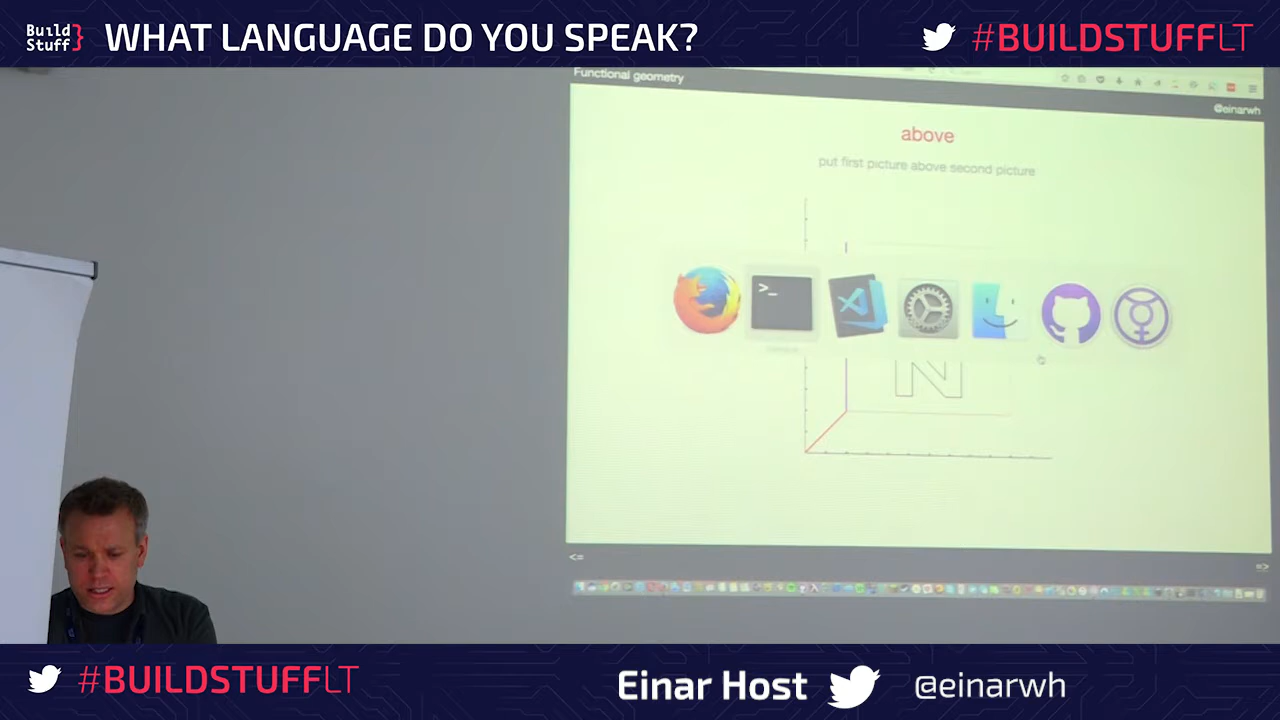 Build
Stuff}
WHAT LANGUAGE DO YOU SPEAK?
#BUILDSTUFFLT
Functional geometry
@einarwh
above
put first picture above second picture
>_
N
<=
=>
#BUILDSTUFFLT
Einar Host
@einarwh